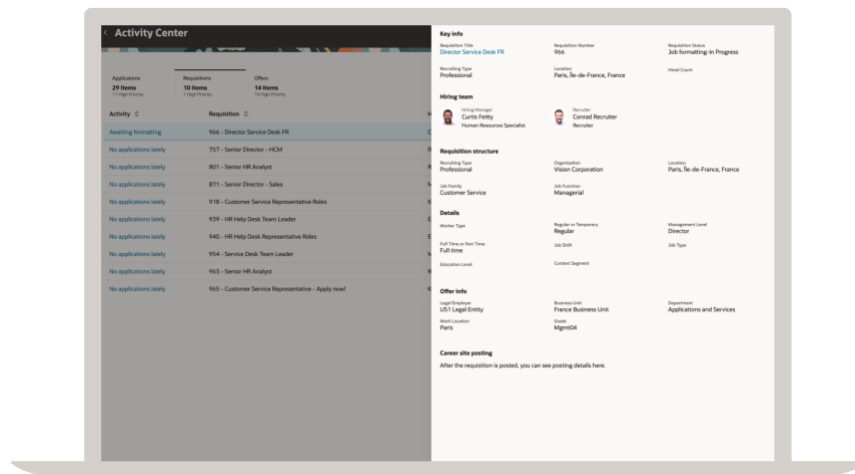 Activity Center
Applications
29 Items
11 High Priority
Requisitions
10 Items
1 High Priority
Offers
14 Items
14 High Priority
Activity
Requisition
Awaiting formatting
966 - Director Service Desk FR
No applications lately
757 - Senior Director - HCM
No applications lately
801 - Senior HR Analyst
No applications lately
871 - Senior Director - Sales
No applications lately
918 - Customer Service Representative Roles
No applications lately
939 - HR Help Desk Team Leader
No applications lately
940 - HR Help Desk Representative Roles
No applications lately
954 - Service Desk Team Leader
No applications lately
963 - Senior HR Analyst
No applications lately
965 - Customer Service Representative - Apply now!
Key info
Requisition Title
Director Service Desk FR
Requisition Number
966
Requisition Status
Job formatting-In Progress
Recruiting Type
Professional
Location
Paris, Île-de-France, France
Hired Count
Hiring team
Hiring Manager
Curtis Feitty
Human Resources Specialist
Recruiter
Conrad Recruiter
Recruiter
Requisition structure
Recruiting Type
Professional
Organization
Vision Corporation
Location
Paris, Île-de-France, France
Job Family
Customer Service
Job Function
Managerial
Details
Worker Type
Regular or Temporary
Regular
Management Level
Director
Full Time or Part Time
Full time
Job Shift
Job Type
Education Level
Context Segment
Offer info
Legal Employer
US1 Legal Entity
Business Unit
France Business Unit
Department
Applications and Services
Work Location
Paris
Grade
Mgmt04
Career site posting
After the requisition is posted, you can see posting details here.